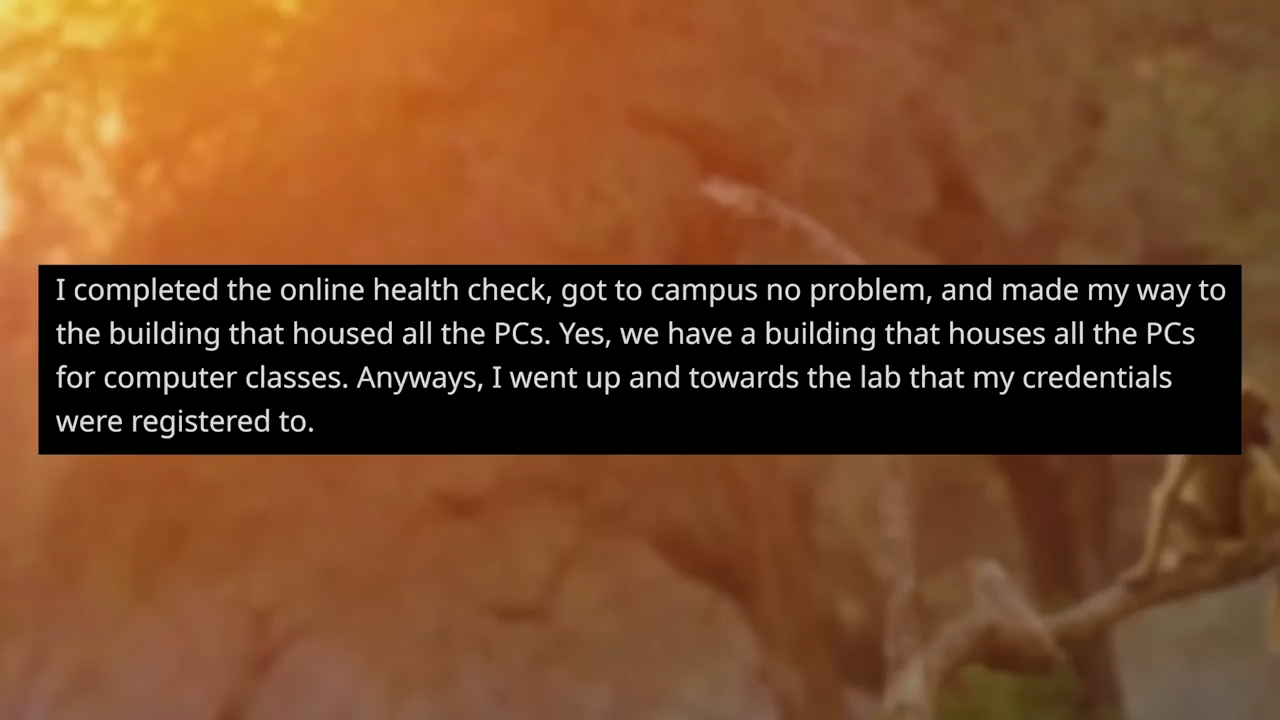 I completed the online health check, got to campus no problem, and made my way to
the building that housed all the PCs. Yes, we have a building that houses all the PCs
for computer classes. Anyways, I went up and towards the lab that my credentials
were registered to.